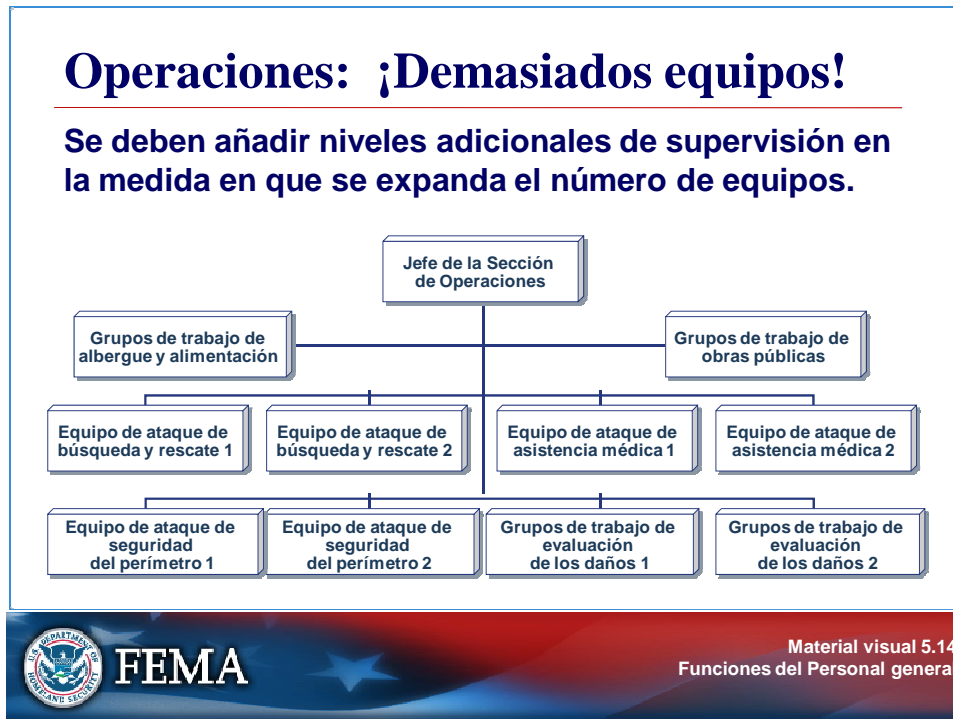 Operaciones: ¡Demasiados equipos!
Se deben añadir niveles adicionales de supervisión en
la medida en que se expanda el número de equipos.
Jefe de la Sección
de Operaciones
Grupos de trabajo de
albergue y alimentación
Grupos de trabajo de
obras públicas
Equipo de ataque de
búsqueda y rescate 1
Equipo de ataque de
búsqueda y rescate 2
Equipo de ataque de
asistencia médica 1
Equipo de ataque de
asistencia médica 2
Equipo de ataque de
seguridad
del perímetro 1
Equipo de ataque de
seguridad
del perímetro 2
Grupos de trabajo de
evaluación
de los daños 1
Grupos de trabajo de
evaluación
de los daños 2
U.S. DEPARTMENT OF
HOMELAND SECURITY
FEMA
Material visual 5.14
Funciones del Personal general